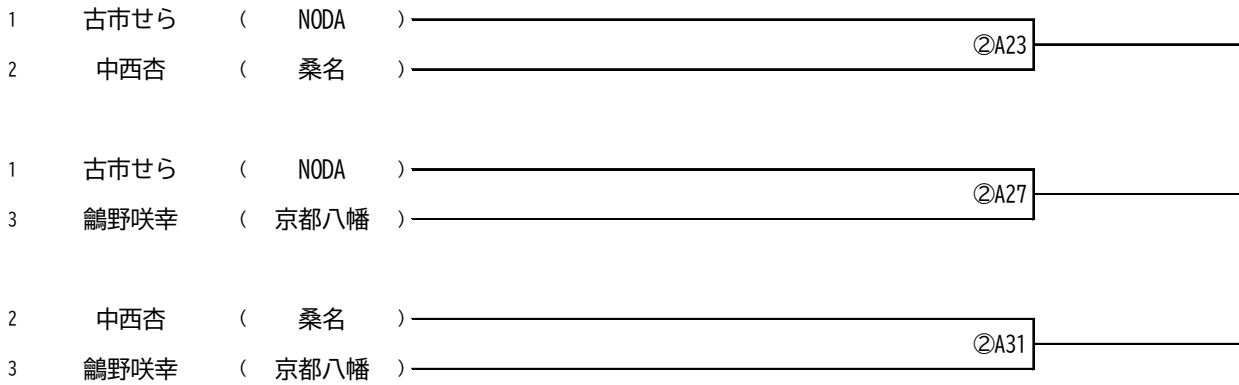 1 古市せら ( NODA )
②A23
2 中西杏 ( 桑名 )
1 古市せら ( NODA )
②A27
3 鸙野咲幸 ( 京都八幡 )
2 中西杏 ( 桑名 )
②A31
3 鸙野咲幸 ( 京都八幡 )